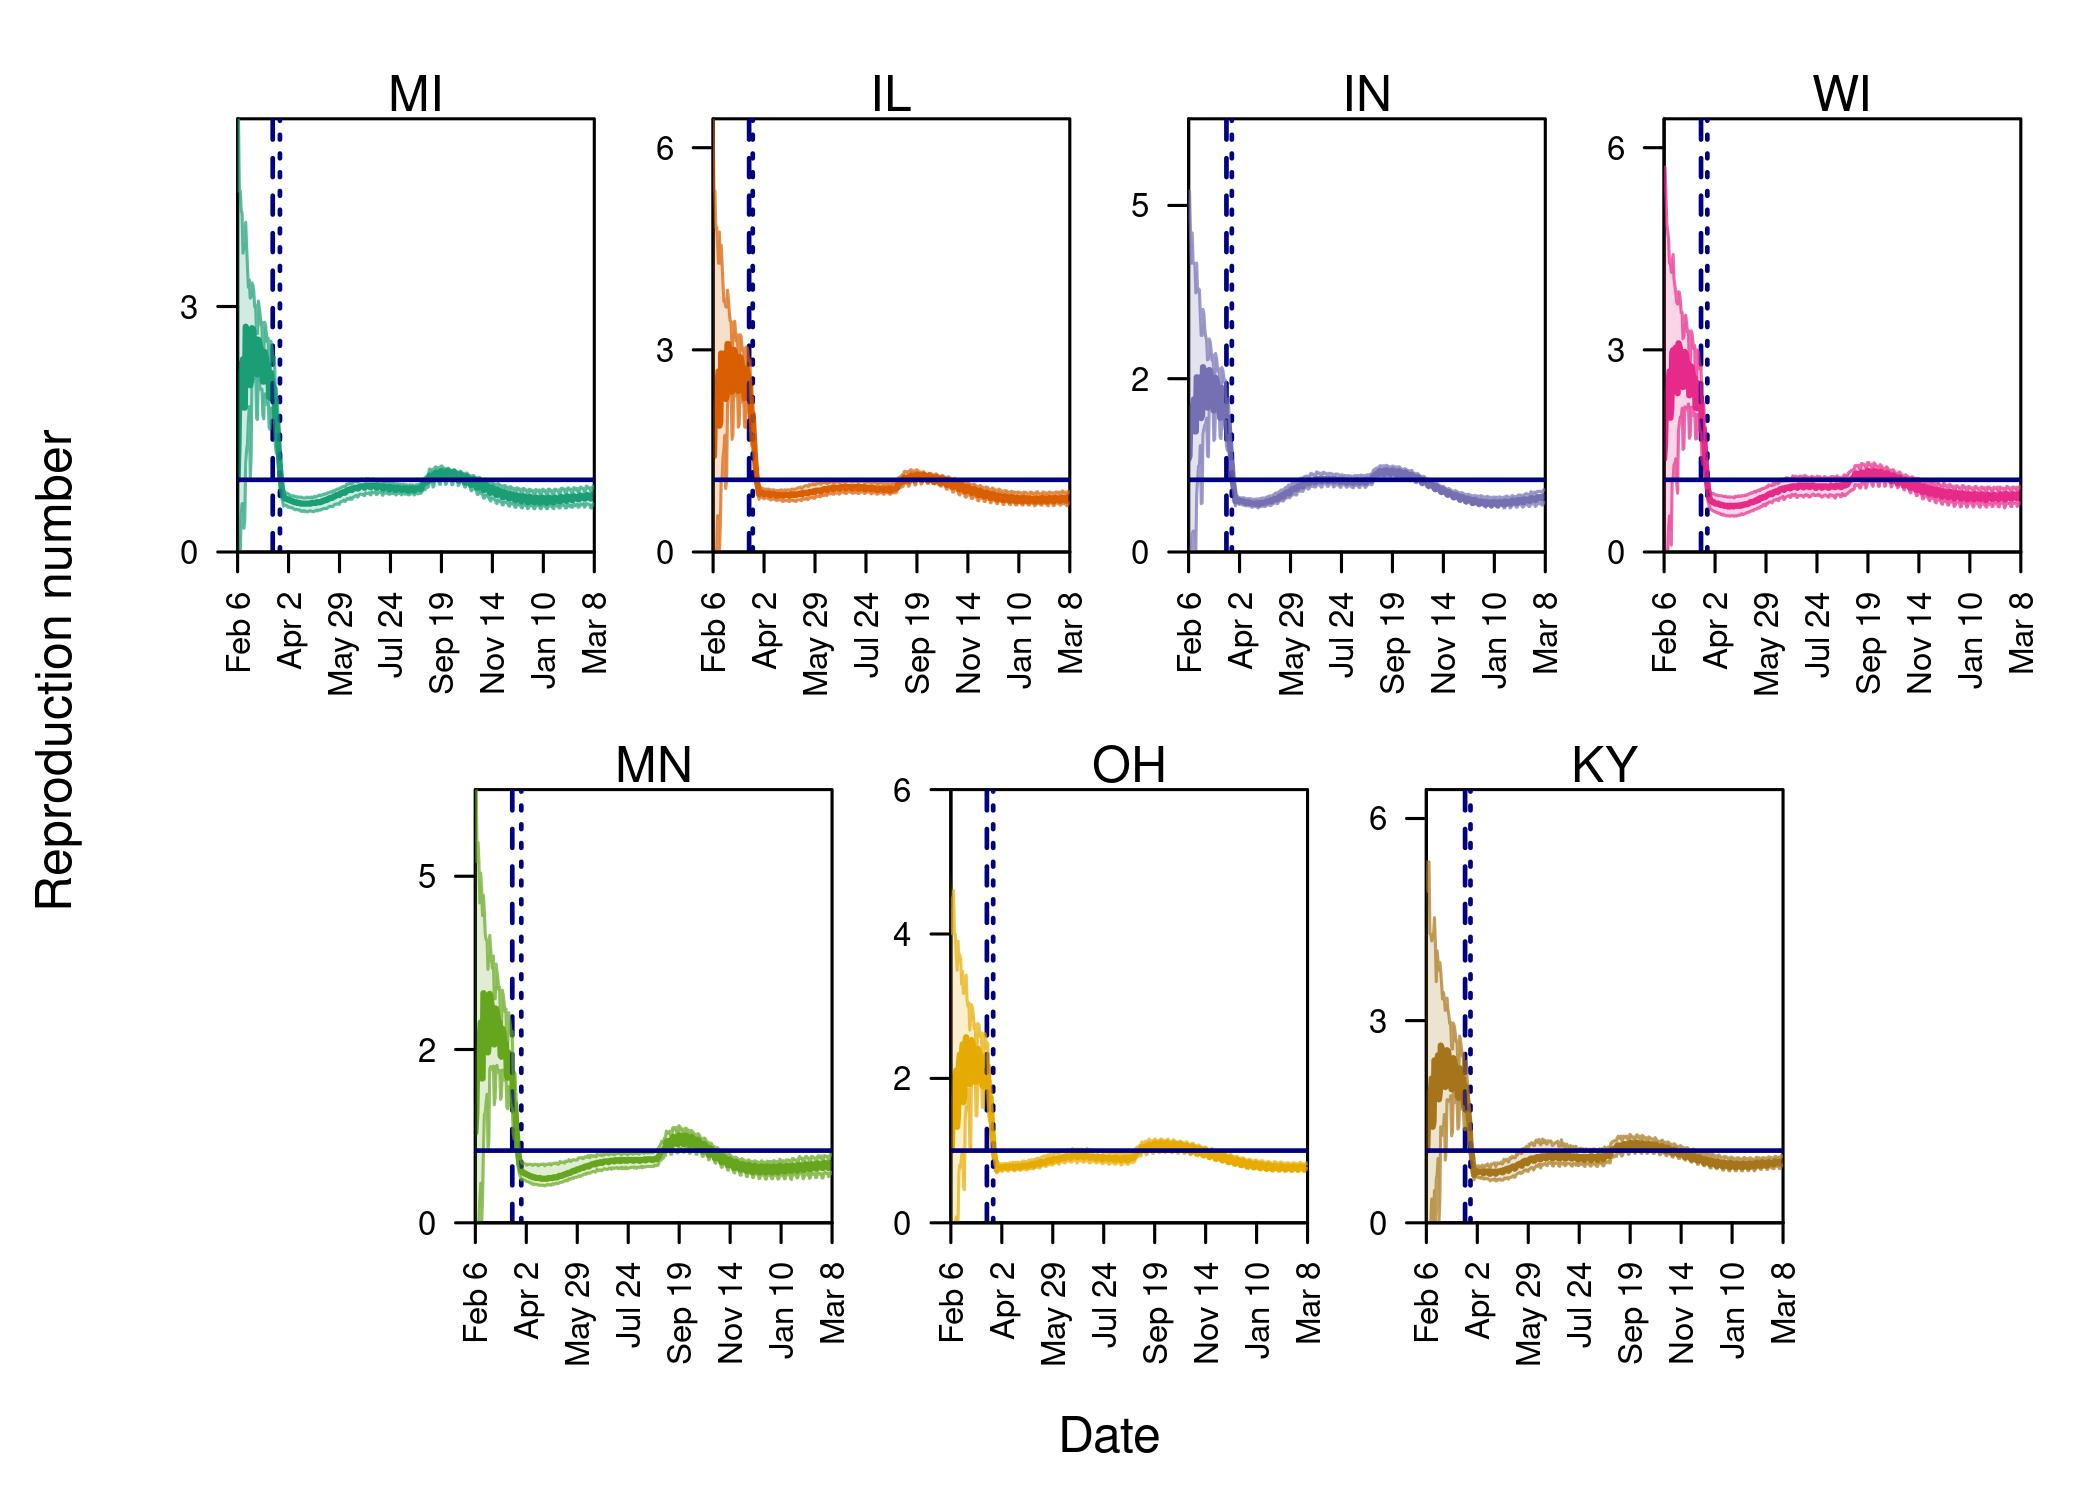 Reproduction number
MI
3
0
Feb 6
Apr 2
May 29
Jul 24
Sep 19
Nov 14
Jan 10
Mar 8
IL
6
3
0
Feb 6
Apr 2
May 29
Jul 24
Sep 19
Nov 14
Jan 10
Mar 8
IN
5
2
0
Feb 6
Apr 2
May 29
Jul 24
Sep 19
Nov 14
Jan 10
Mar 8
WI
6
3
0
Feb 6
Apr 2
May 29
Jul 24
Sep 19
Nov 14
Jan 10
Mar 8
MN
5
2
0
Feb 6
Apr 2
May 29
Jul 24
Sep 19
Nov 14
Jan 10
Mar 8
OH
6
4
2
0
Feb 6
Apr 2
May 29
Jul 24
Sep 19
Nov 14
Jan 10
Mar 8
KY
6
3
0
Feb 6
Apr 2
May 29
Jul 24
Sep 19
Nov 14
Jan 10
Mar 8
Date